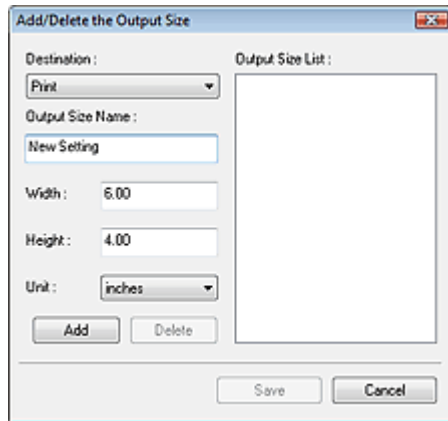 Add/Delete the Output Size
Destination :
Print
Output Size Name :
New Setting
Width :
6.00
Height :
4.00
Unit :
inches
Add
Delete
Output Size List :
Save
Cancel